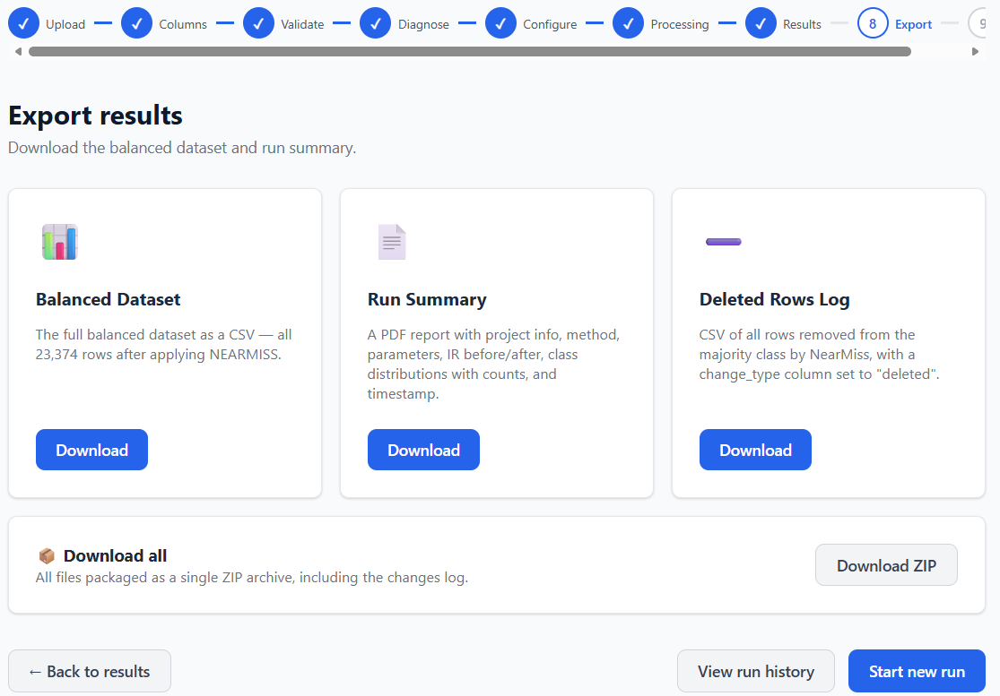 Upload Columns Validate Diagnose Configure Processing Results 8 Export 9
Export results
Download the balanced dataset and run summary.
Balanced Dataset
The full balanced dataset as a CSV — all
23,374 rows after applying NEARMISS.
Download
Run Summary
A PDF report with project info, method,
parameters, IR before/after, class
distributions with counts, and
timestamp.
Download
Deleted Rows Log
CSV of all rows removed from the
majority class by NearMiss, with a
change_type column set to "deleted".
Download
Download all
All files packaged as a single ZIP archive, including the changes log.
Download ZIP
← Back to results
View run history
Start new run